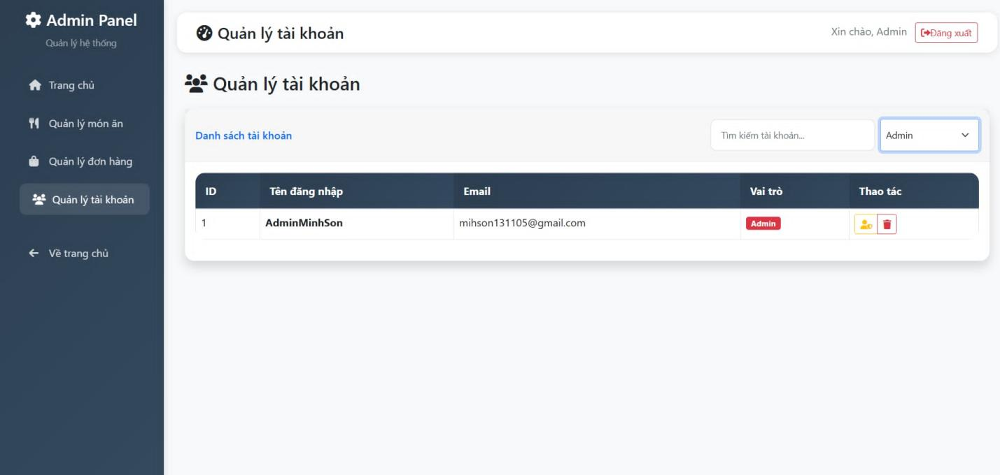 Admin Panel
Quản lý hệ thống
Trang chủ
Quản lý món ăn
Quản lý đơn hàng
Quản lý tài khoản
Về trang chủ
Quản lý tài khoản
Xin chào, Admin
Đăng xuất
Quản lý tài khoản
Danh sách tài khoản
Tìm kiếm tài khoản...
Admin
ID Tên đăng nhập Email Vai trò Thao tác
1 AdminMinhSon mihson131105@gmail.com Admin